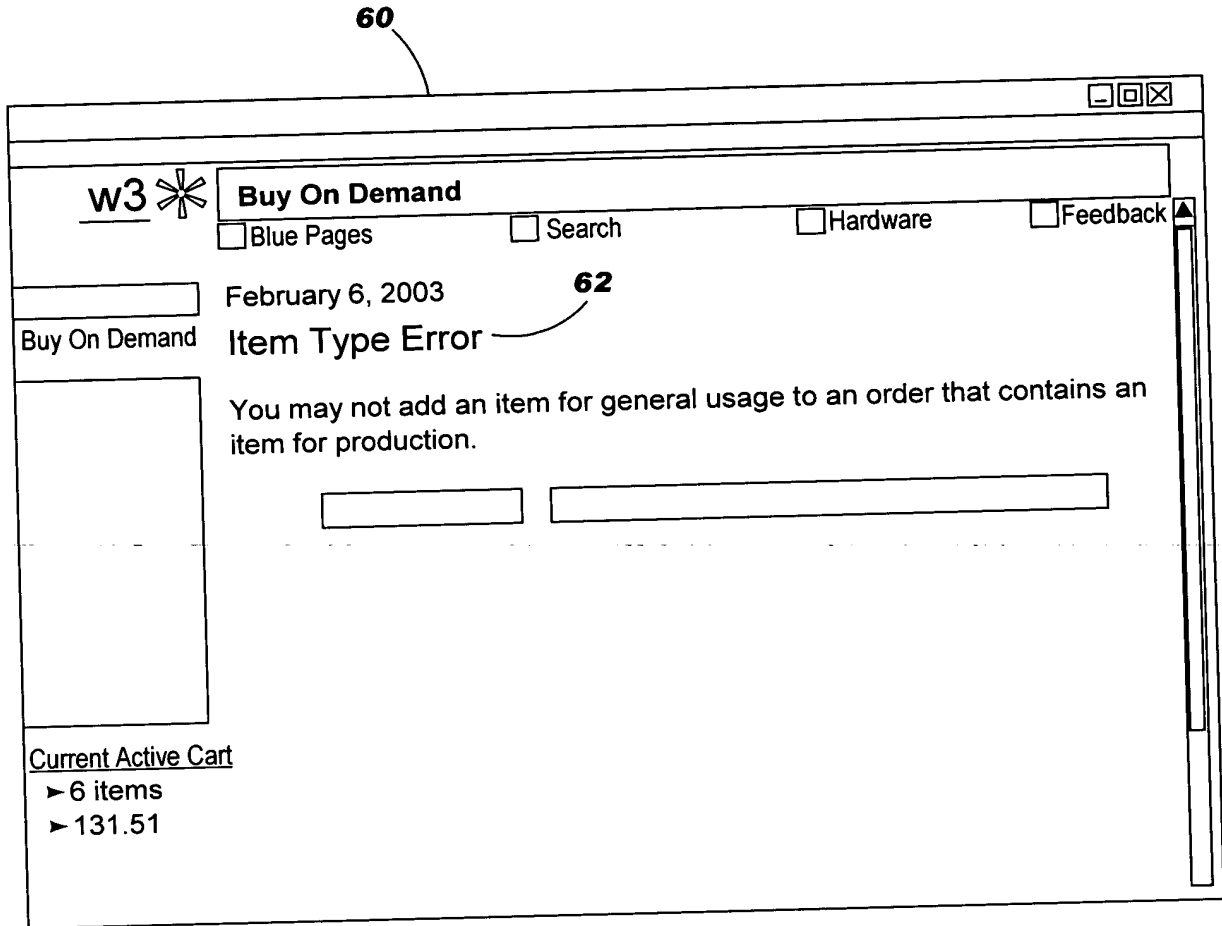 60
w3
Buy On Demand
Blue Pages Search Hardware Feedback
February 6, 2003
62
Buy On Demand
Item Type Error
You may not add an item for general usage to an order that contains an
item for production.
Current Active Cart
►6 items
►131.51